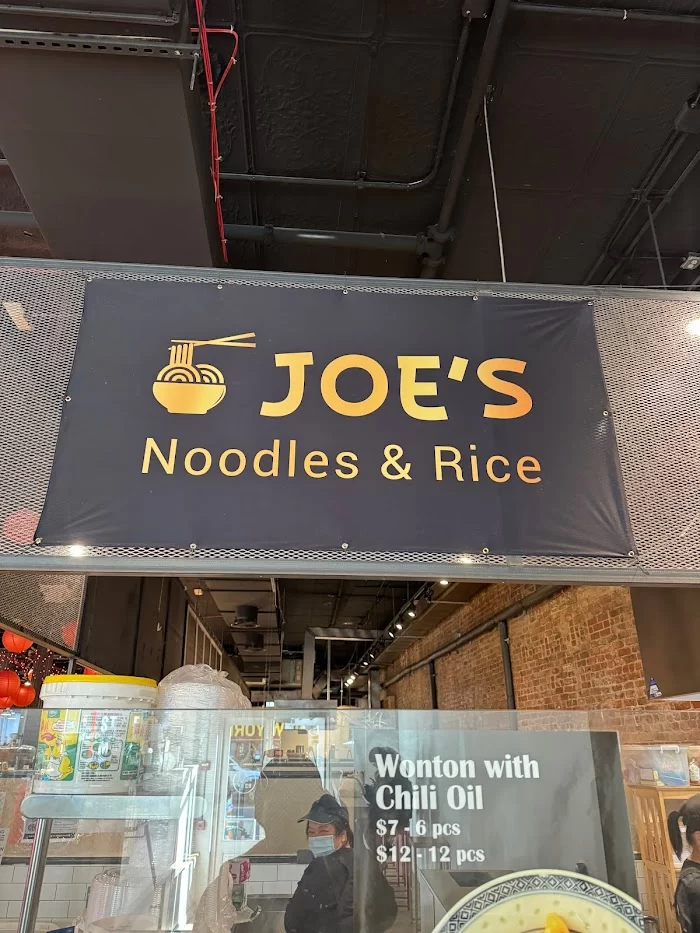 JOE'S
Noodles & Rice
Wonton with
Chili Oil
$7 - 6 pcs
$12 - 12 pcs